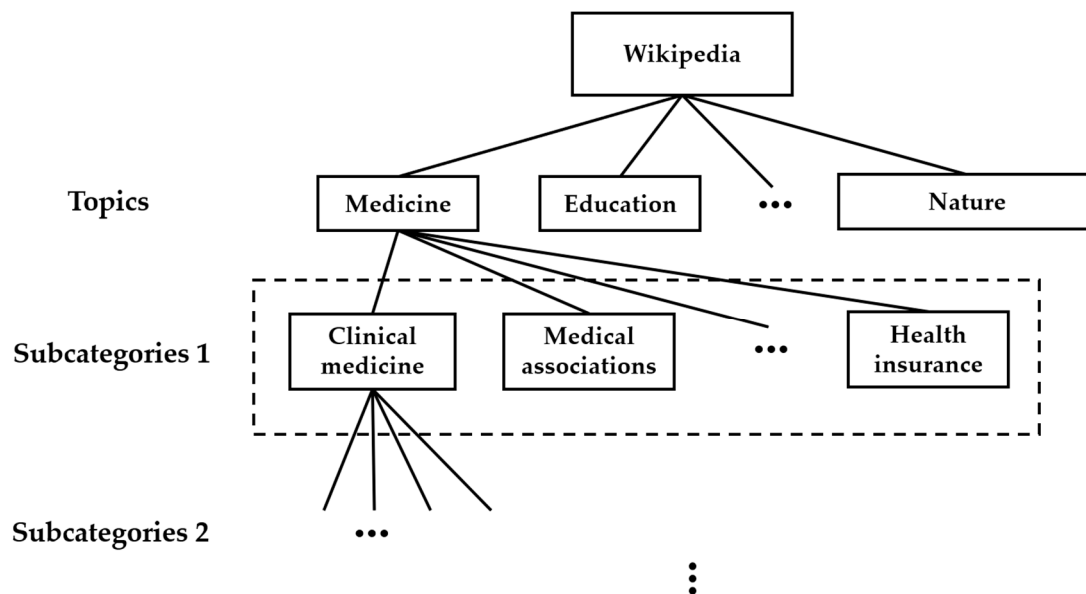 Wikipedia
Topics
Medicine
Education
...
Nature
Subcategories 1
Clinical
medicine
Medical
associations
...
Health
insurance
Subcategories 2
...
⋮